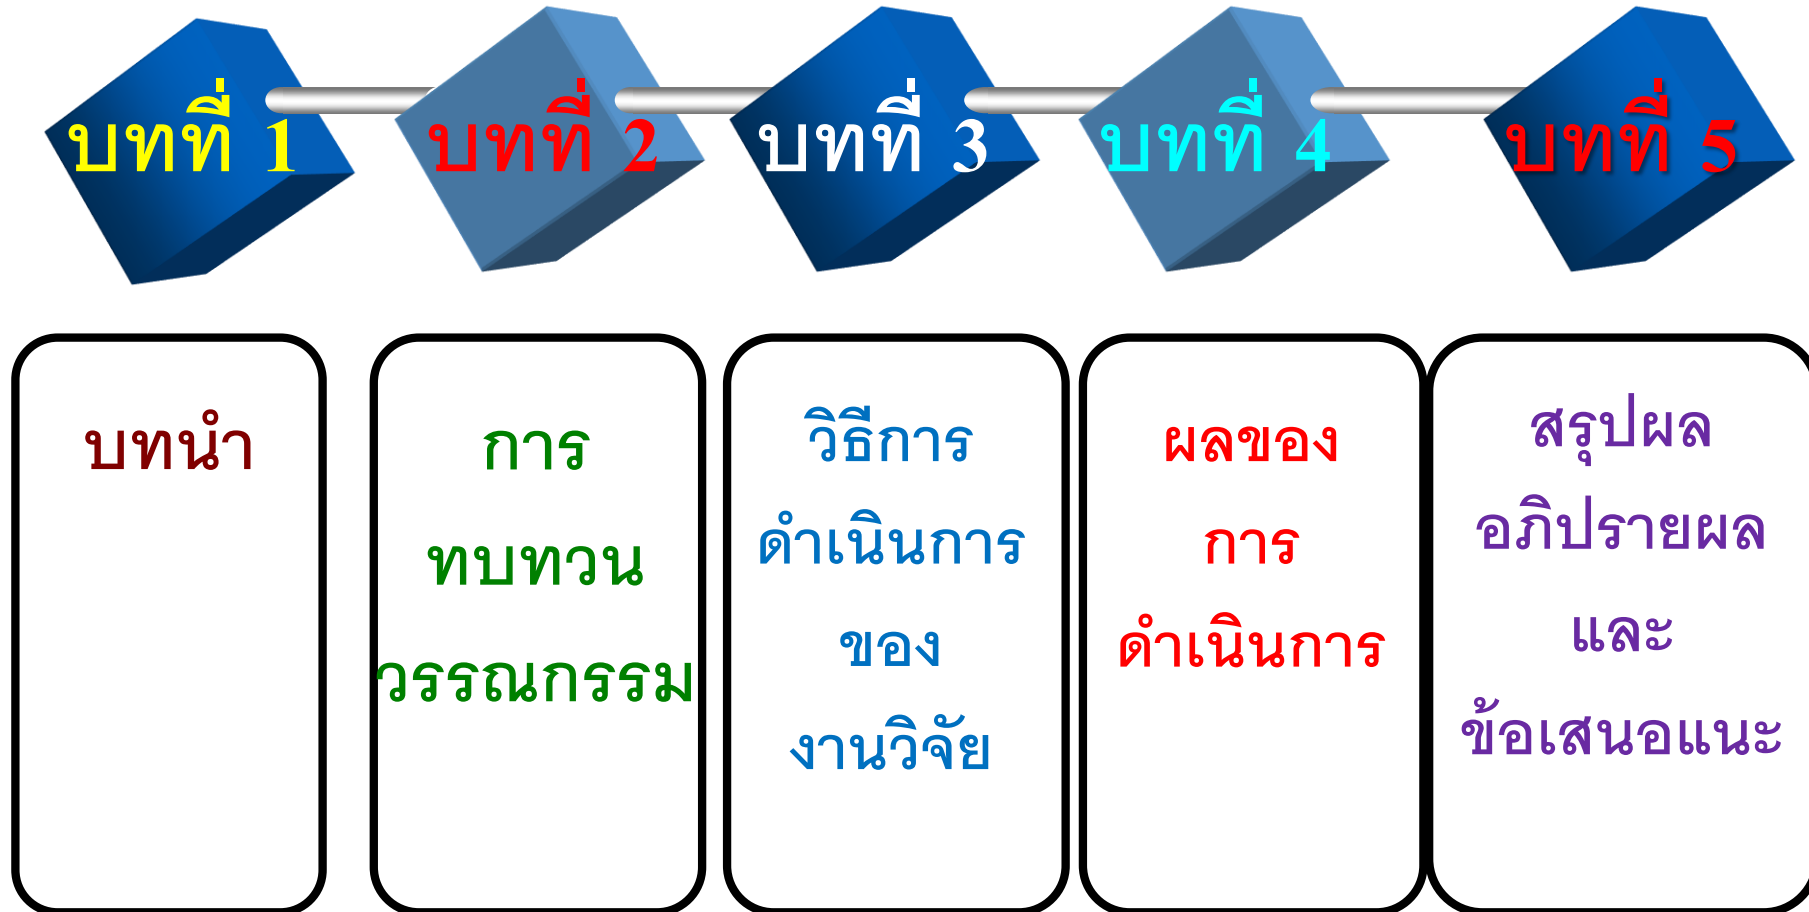 บทที่ 1
บทที่ 2
บทที่ 3
บทที่ 4
บทที่ 5
บทนำ
การ
ทบทวน
วรรณกรรม
วิธีการ
ดำเนินการ
ของ
งานวิจัย
ผลของ
การ
ดำเนินการ
สรุปผล
อภิปรายผล
และ
ข้อเสนอแนะ